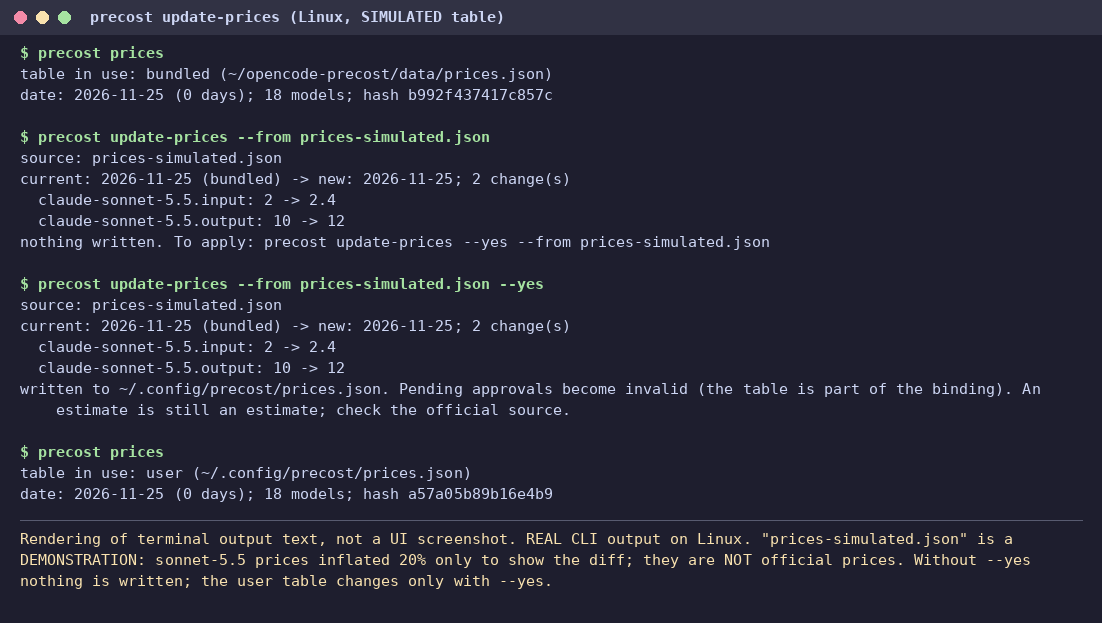 precost update-prices (Linux, SIMULATED table)
$ precost prices
table in use: bundled (~/opencode-precost/data/prices.json)
date: 2026-11-25 (0 days); 18 models; hash b992f437417c857c
$ precost update-prices --from prices-simulated.json
source: prices-simulated.json
current: 2026-11-25 (bundled) -> new: 2026-11-25; 2 change(s)
claude-sonnet-5.5.input: 2 -> 2.4
claude-sonnet-5.5.output: 10 -> 12
nothing written. To apply: precost update-prices --yes --from prices-simulated.json
$ precost update-prices --from prices-simulated.json --yes
source: prices-simulated.json
current: 2026-11-25 (bundled) -> new: 2026-11-25; 2 change(s)
claude-sonnet-5.5.input: 2 -> 2.4
claude-sonnet-5.5.output: 10 -> 12
written to ~/.config/precost/prices.json. Pending approvals become invalid (the table is part of the binding). An
estimate is still an estimate; check the official source.
$ precost prices
table in use: user (~/.config/precost/prices.json)
date: 2026-11-25 (0 days); 18 models; hash a57a05b89b16e4b9
Rendering of terminal output text, not a UI screenshot. REAL CLI output on Linux. "prices-simulated.json" is a
DEMONSTRATION: sonnet-5.5 prices inflated 20% only to show the diff; they are NOT official prices. Without --yes
nothing is written; the user table changes only with --yes.